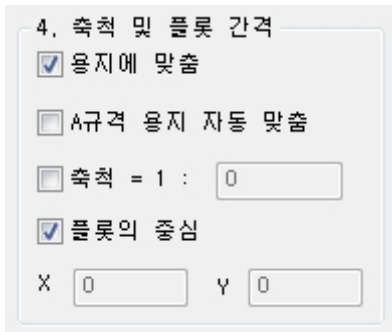 4. 축척 및 플롯 간격
용지에 맞춤
A규격 용지 자동 맞춤
축척 = 1 : 0
플롯의 중심
X 0 Y 0